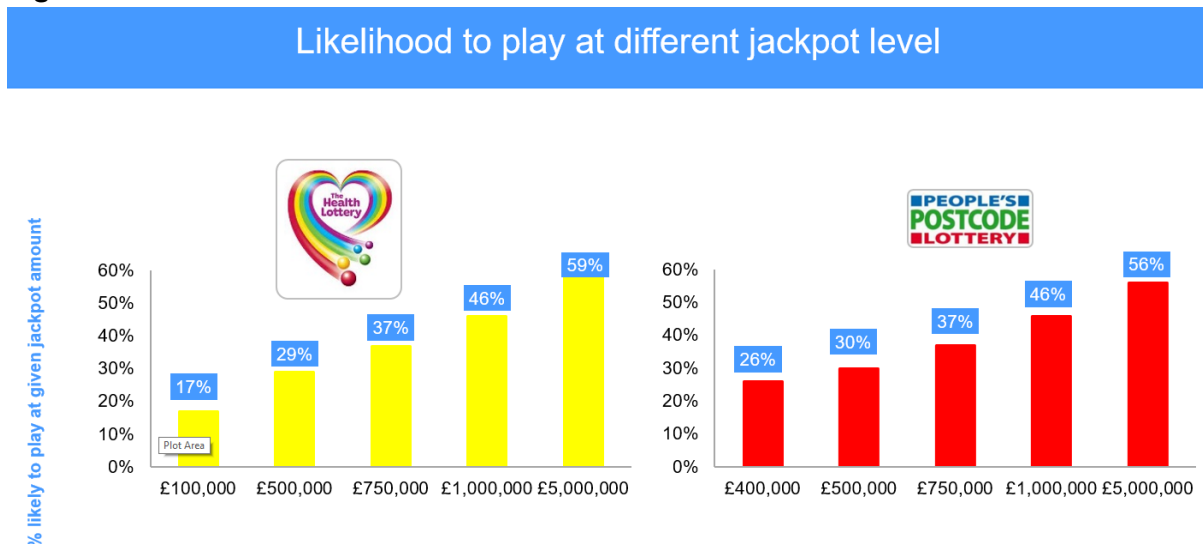 Likelihood to play at different jackpot level
% likely to play at given jackpot amount
The
Health
Lottery
60%
50%
40%
30%
20%
10%
0%
17%
29%
37%
46%
59%
Plot Area
£100,000 £500,000 £750,000 £1,000,000 £5,000,000
PEOPLE'S
POSTCODE
LOTTERY
60%
50%
40%
30%
20%
10%
0%
26%
30%
37%
46%
56%
£400,000 £500,000 £750,000 £1,000,000 £5,000,000